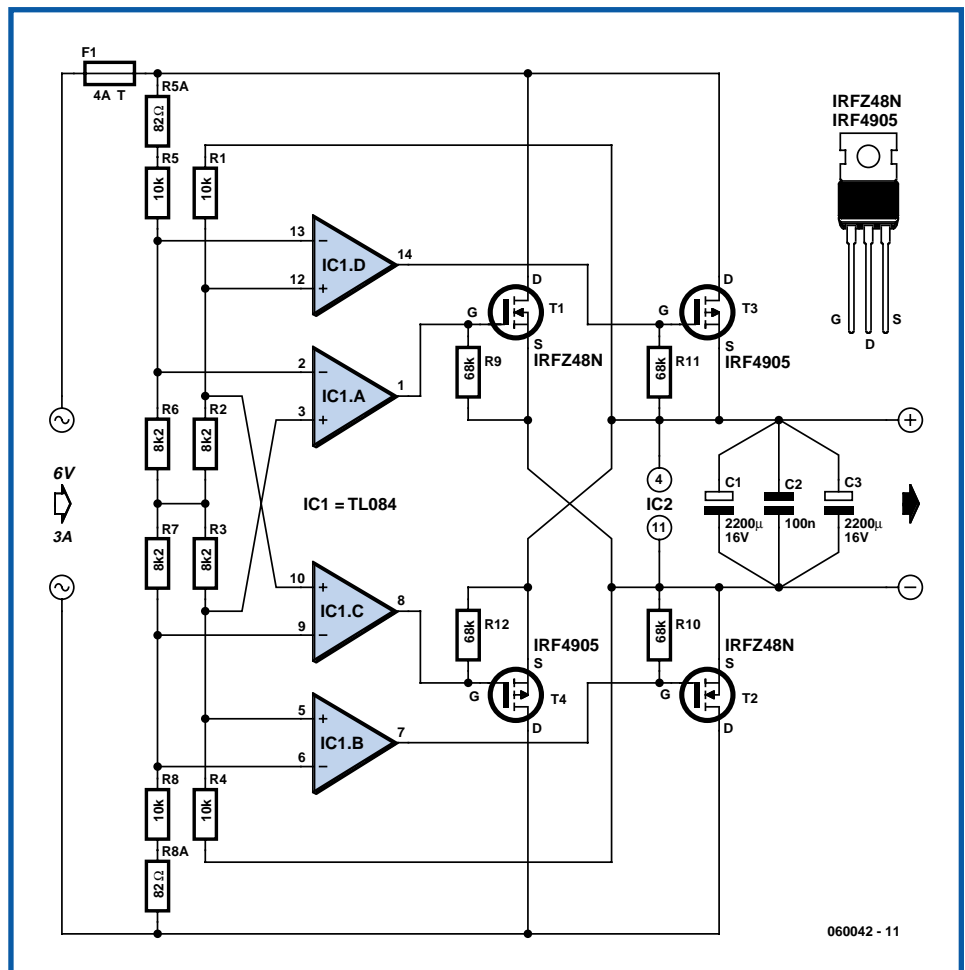 F1
4A T
R5A
82Ω
R5
10k
R1
10k
IRFZ48N
IRF4905
G
D
S
13
12
–
+
IC1.D
14
G
D
S
T1
IRFZ48N
G
D
S
T3
IRF4905
2
3
–
+
IC1.A
1
R9
68k
R11
68k
R6
8k2
R2
8k2
6V
3A
R7
8k2
R3
8k2
IC1 = TL084
4
IC2
11
C1
2200µ
16V
C2
100n
C3
2200µ
16V
+
–
10
9
+
–
IC1.C
8
R12
68k
IRF4905
S
G
T4
D
R10
68k
IRFZ48N
S
G
T2
D
5
6
+
–
IC1.B
7
R8
10k
R4
10k
R8A
82Ω
060042 - 11